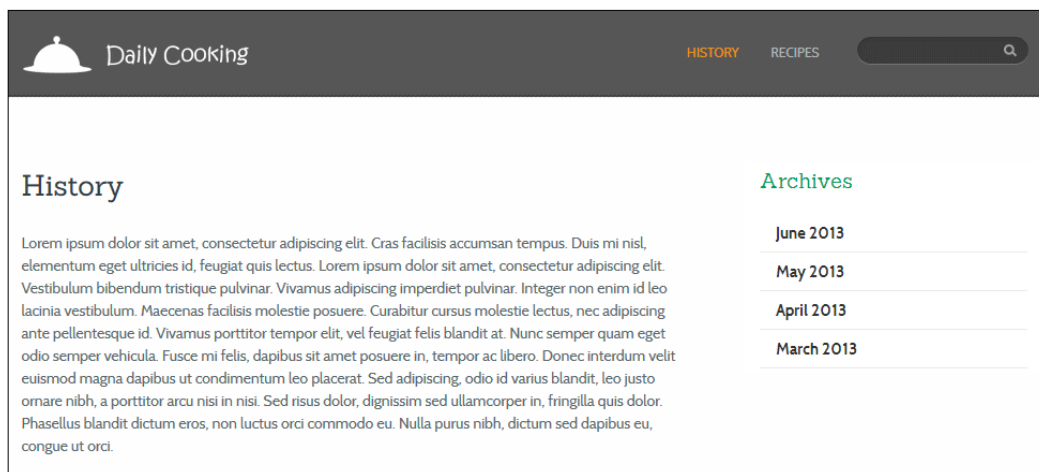 Daily Cooking
HISTORY
RECIPES
History
Lorem ipsum dolor sit amet, consectetur adipiscing elit. Cras facilisis accumsan tempus. Duis mi nisl,
elementum eget ultricies id, feugiat quis lectus. Lorem ipsum dolor sit amet, consectetur adipiscing elit.
Vestibulum bibendum tristique pulvinar. Vivamus adipiscing imperdiet pulvinar. Integer non enim id leo
lacinia vestibulum. Maecenas facilisis molestie posuere. Curabitur cursus molestie lectus, nec adipiscing
ante pellentesque id. Vivamus porttitor tempor elit, vel feugiat felis blandit at. Nunc semper quam eget
odio semper vehicula. Fusce mi felis, dapibus sit amet posuere in, tempor ac libero. Donec interdum velit
euismod magna dapibus ut condimentum leo placerat. Sed adipiscing, odio id varius blandit, leo justo
ornare nibh, a porttitor arcu nisi in nisi. Sed risus dolor, dignissim sed ullamcorper in, fringilla quis dolor.
Phasellus blandit dictum eros, non luctus orci commodo eu. Nulla purus nibh, dictum sed dapibus eu,
congue ut orci.
Archives
June 2013
May 2013
April 2013
March 2013